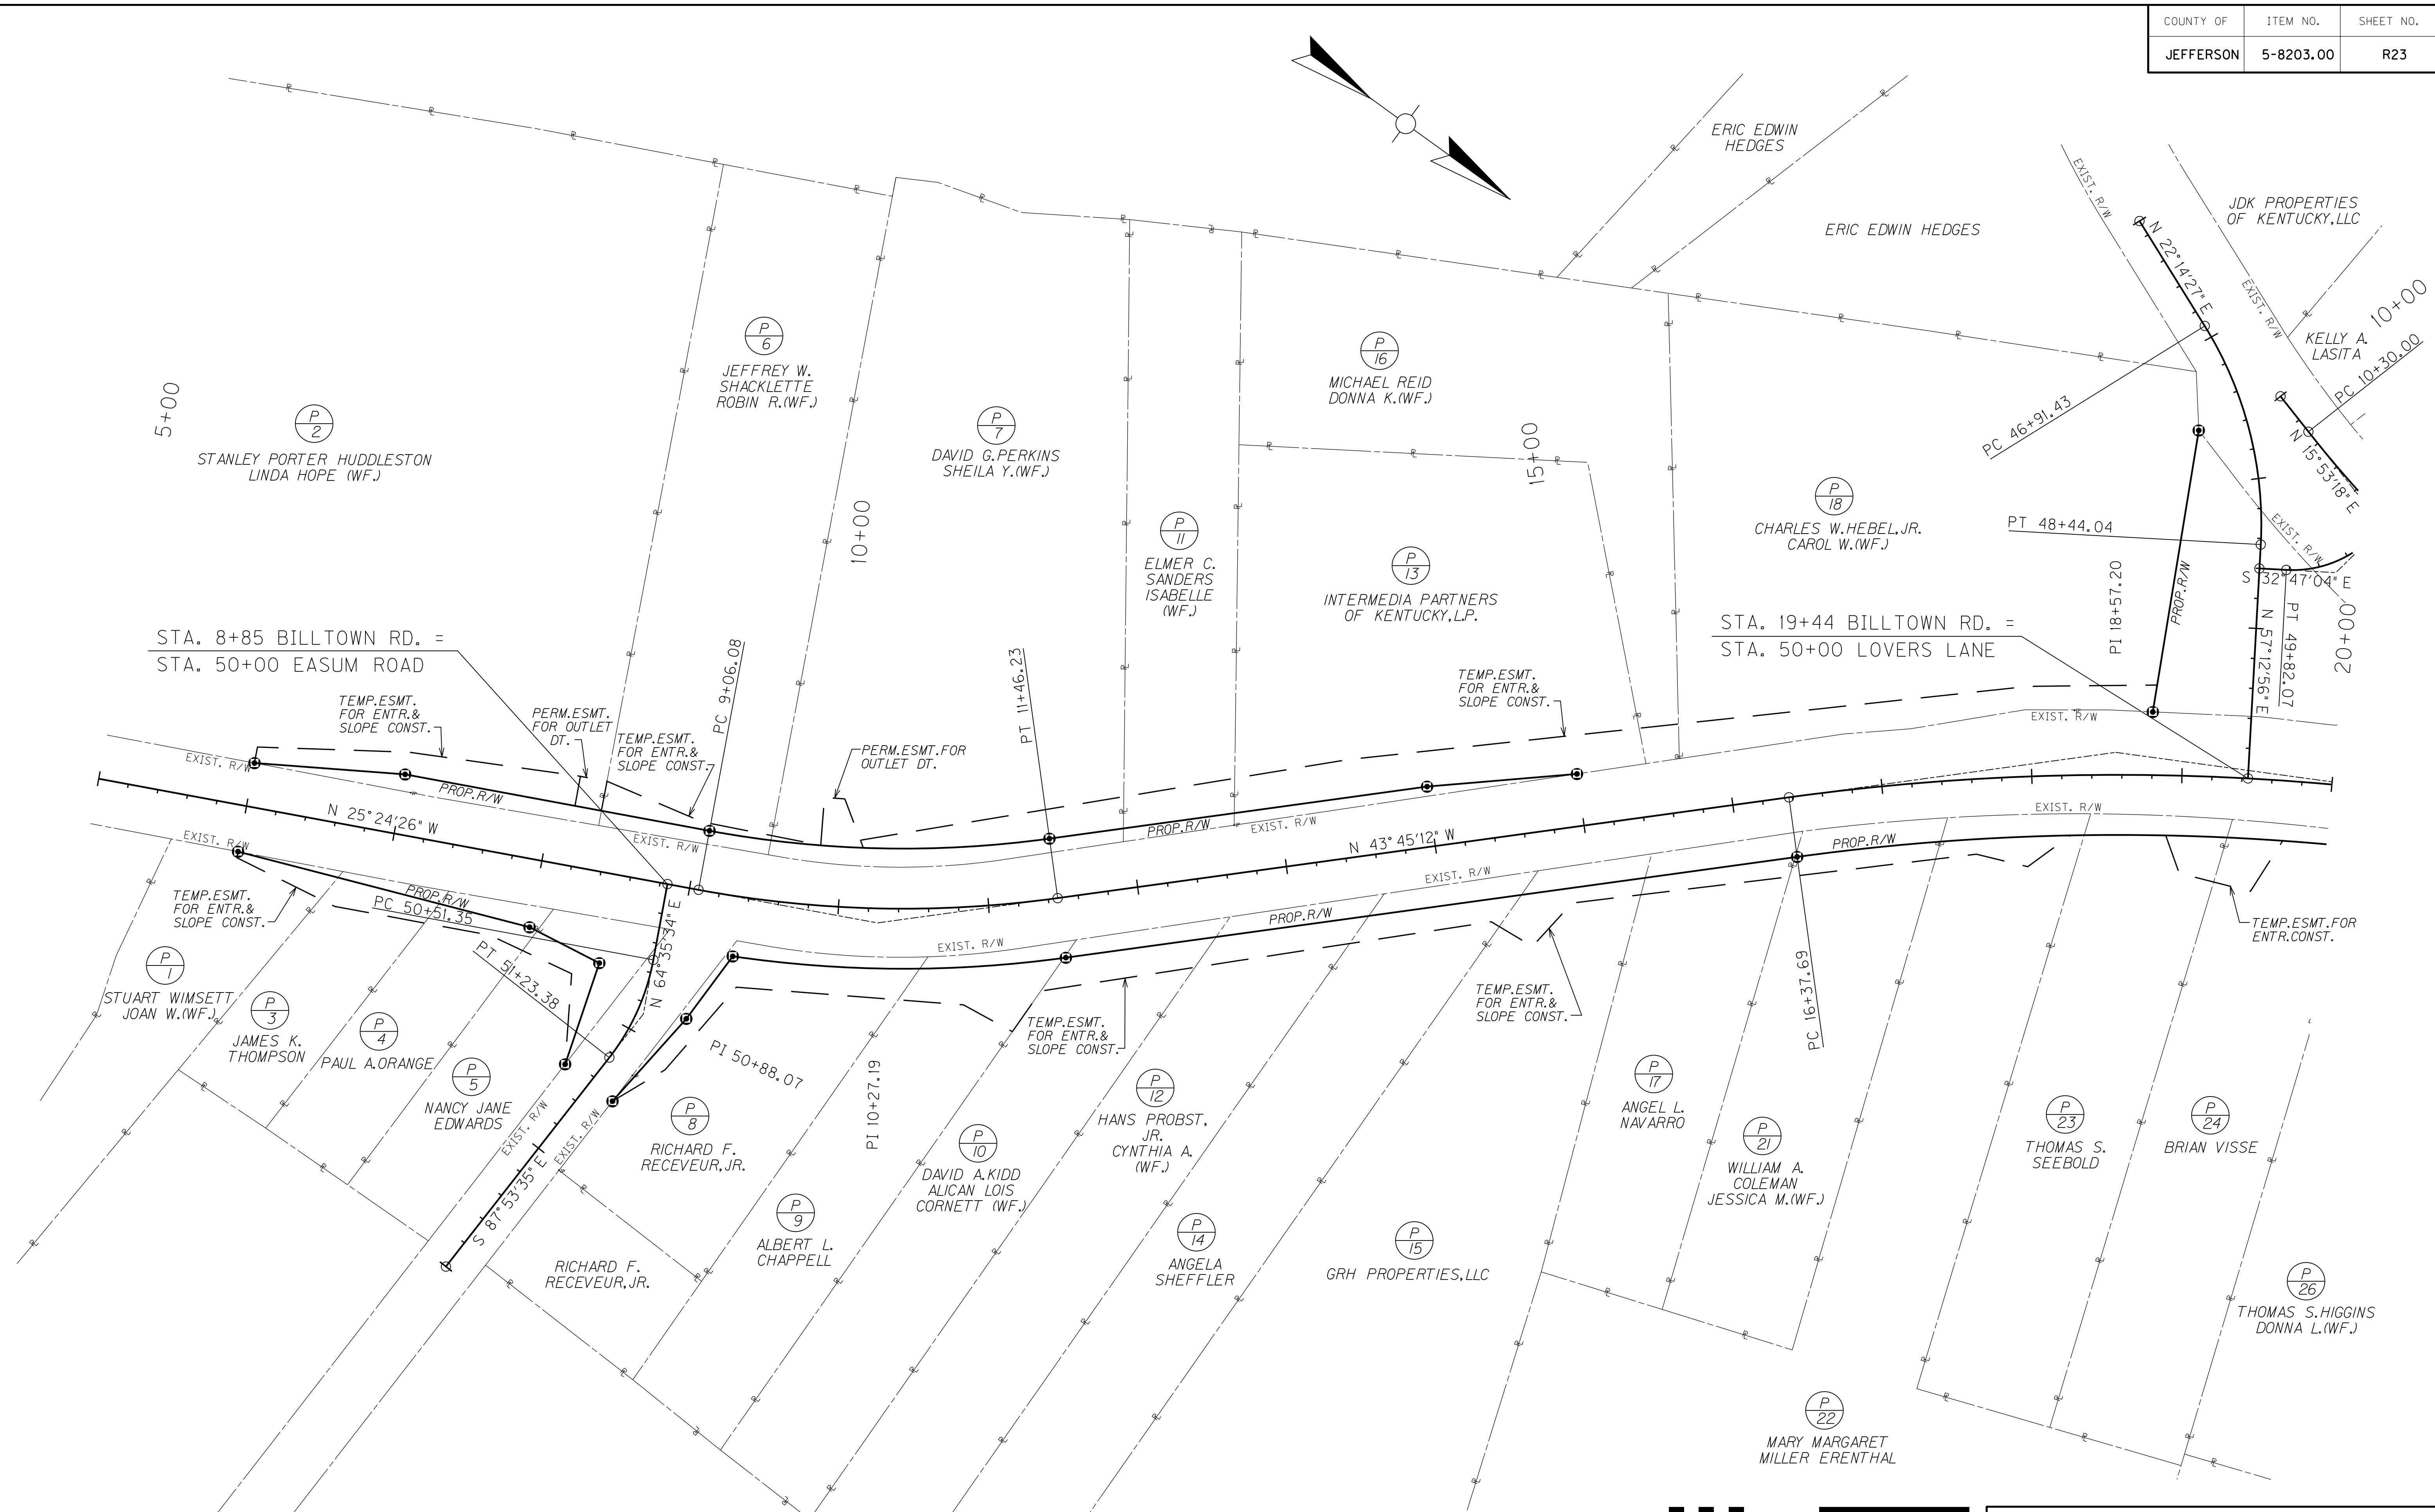 COUNTY OF
ITEM NO.
SHEET NO.
JEFFERSON
5-8203.00
R23
ERIC EDWIN
HEDGES
ERIC EDWIN HEDGES
EXIST. R/W
N 22°14'27" E
JDK PROPERTIES
OF KENTUCKY,LLC
EXIST. R/W
10+00
KELLY A.
LASITA
PC 10+30.00
PC 46+91.43
N 15°53'18" E
5+00
P
2
STANLEY PORTER HUDDLESTON
LINDA HOPE (WF.)
P
6
JEFFREY W.
SHACKLETTE
ROBIN R.(WF.)
10+00
P
7
DAVID G.PERKINS
SHEILA Y.(WF.)
P
11
ELMER C.
SANDERS
ISABELLE
(WF.)
P
16
MICHAEL REID
DONNA K.(WF.)
15+00
P
13
INTERMEDIA PARTNERS
OF KENTUCKY,L.P.
P
18
CHARLES W.HEBEL,JR.
CAROL W.(WF.)
PT 48+44.04
EXIST. R/W
S 32°47'04" E
PI 18+57.20
PROP.R/W
N 57°12'56" E
PT 49+82.07
20+00
STA. 8+85 BILLTOWN RD. =
STA. 50+00 EASUM ROAD
STA. 19+44 BILLTOWN RD. =
STA. 50+00 LOVERS LANE
TEMP.ESMT.
FOR ENTR.&
SLOPE CONST.
PERM.ESMT.
FOR OUTLET
DT.
TEMP.ESMT.
FOR ENTR.&
SLOPE CONST.
PC 9+06.08
PERM.ESMT.FOR
OUTLET DT.
PT 11+46.23
TEMP.ESMT.
FOR ENTR.&
SLOPE CONST.
EXIST. R/W
EXIST. R/W
PROP.R/W
N 25°24'26" W
EXIST. R/W
PROP.R/W
EXIST. R/W
N 43°45'12" W
EXIST. R/W
PROP.R/W
EXIST. R/W
EXIST. R/W
PROP.R/W
TEMP.ESMT.
FOR ENTR.&
SLOPE CONST.
PROP.R/W
PC 50+51.35
PT 51+23.38
N 64°35'34" E
EXIST. R/W
PROP.R/W
TEMP.ESMT.FOR
ENTR.CONST.
P
1
STUART WIMSETT
JOAN W.(WF.)
P
3
JAMES K.
THOMPSON
P
4
PAUL A.ORANGE
P
5
NANCY JANE
EDWARDS
EXIST. R/W
EXIST. R/W
S 87°53'35" E
PI 50+88.07
P
8
RICHARD F.
RECEVEUR,JR.
RICHARD F.
RECEVEUR,JR.
PI 10+27.19
P
9
ALBERT L.
CHAPPELL
P
10
DAVID A.KIDD
ALICAN LOIS
CORNETT (WF.)
TEMP.ESMT.
FOR ENTR.&
SLOPE CONST.
P
12
HANS PROBST,
JR.
CYNTHIA A.
(WF.)
P
14
ANGELA
SHEFFLER
P
15
GRH PROPERTIES,LLC
TEMP.ESMT.
FOR ENTR.&
SLOPE CONST.
PC 16+37.69
P
17
ANGEL L.
NAVARRO
P
21
WILLIAM A.
COLEMAN
JESSICA M.(WF.)
P
23
THOMAS S.
SEEBOLD
P
24
BRIAN VISSE
P
26
THOMAS S.HIGGINS
DONNA L.(WF.)
P
22
MARY MARGARET
MILLER ERENTHAL